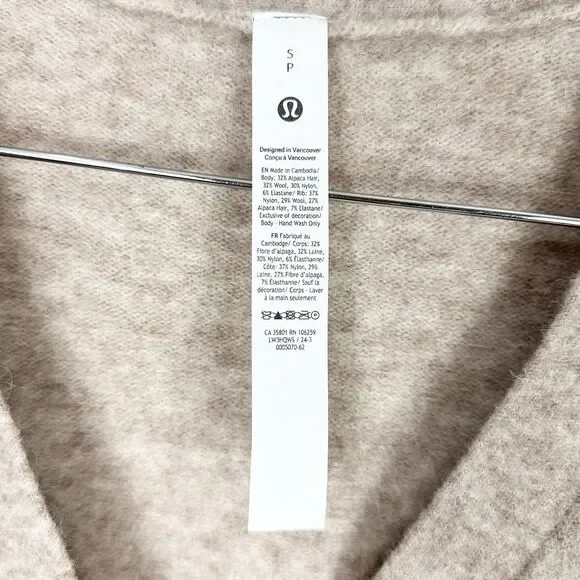 S
P
Designed in Vancouver
Conçu à Vancouver
EN Made in Cambodia/
Body: 32% Alpaca Hair,
32% Wool, 30% Nylon,
6% Elastane/ Rib: 37%
Nylon, 29% Wool, 27%
Alpaca Hair, 7% Elastane/
Exclusive of decoration/
Body - Hand Wash Only
FR Fabriqué au
Cambodge/ Corps: 32%
Fibre d'alpaga, 32% Laine,
30% Nylon, 6% Élasthanne/
Côte: 37% Nylon, 29%
Laine, 27% Fibre d'alpaga,
7% Élasthanne/ Sauf la
décoration/ Corps - Laver
à la main seulement
CA 35801 RN 106259
LW3HQWS / 24-3
0005070-62